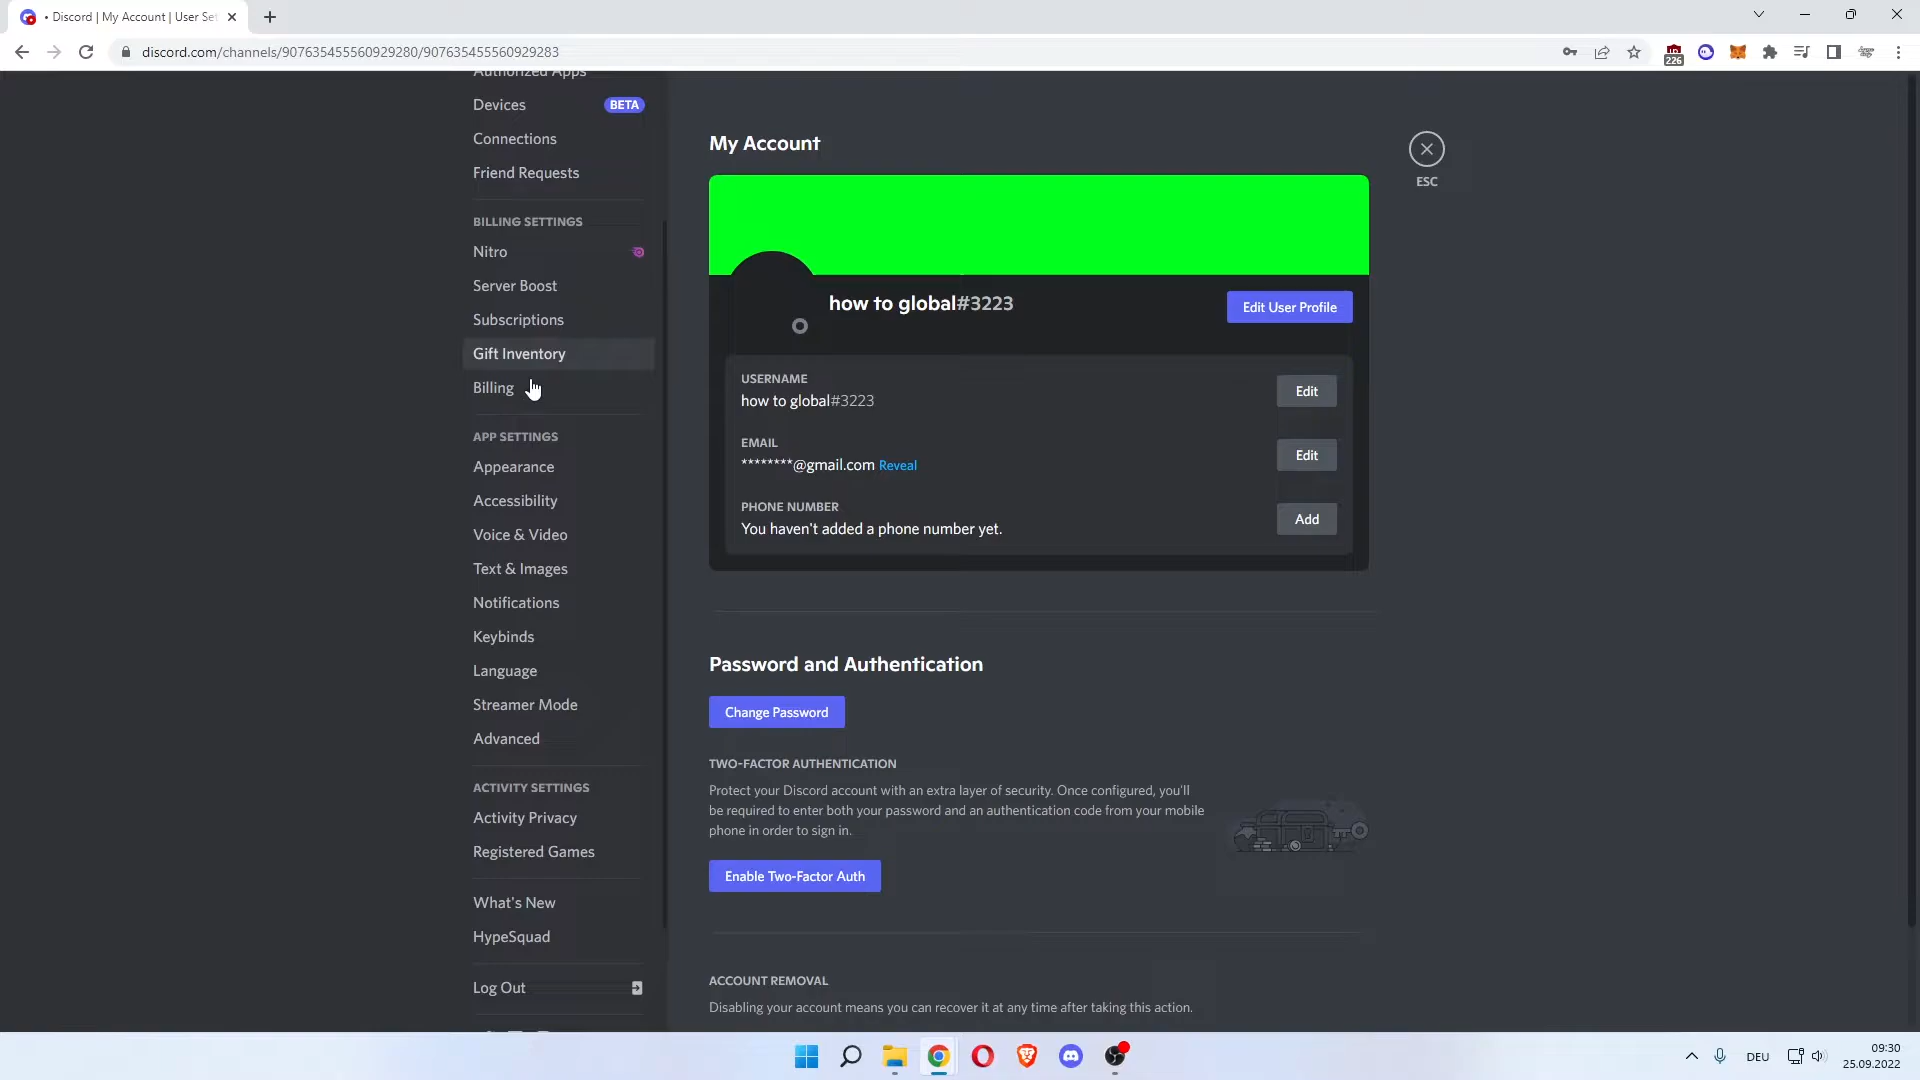 • Discord | My Account | User Set
discord.com/channels/907635455560929280/907635455560929283
226
Authorized Apps
Devices
BETA
Connections
Friend Requests
BILLING SETTINGS
Nitro
Server Boost
Subscriptions
Gift Inventory
Billing
APP SETTINGS
Appearance
Accessibility
Voice & Video
Text & Images
Notifications
Keybinds
Language
Streamer Mode
Advanced
ACTIVITY SETTINGS
Activity Privacy
Registered Games
What's New
HypeSquad
Log Out
My Account
ESC
how to global#3223
Edit User Profile
USERNAME
how to global#3223
Edit
EMAIL
********@gmail.com Reveal
Edit
PHONE NUMBER
You haven't added a phone number yet.
Add
Password and Authentication
Change Password
TWO-FACTOR AUTHENTICATION
Protect your Discord account with an extra layer of security. Once configured, you'll
be required to enter both your password and an authentication code from your mobile
phone in order to sign in.
Enable Two-Factor Auth
ACCOUNT REMOVAL
Disabling your account means you can recover it at any time after taking this action.
DEU
09:30
25.09.2022